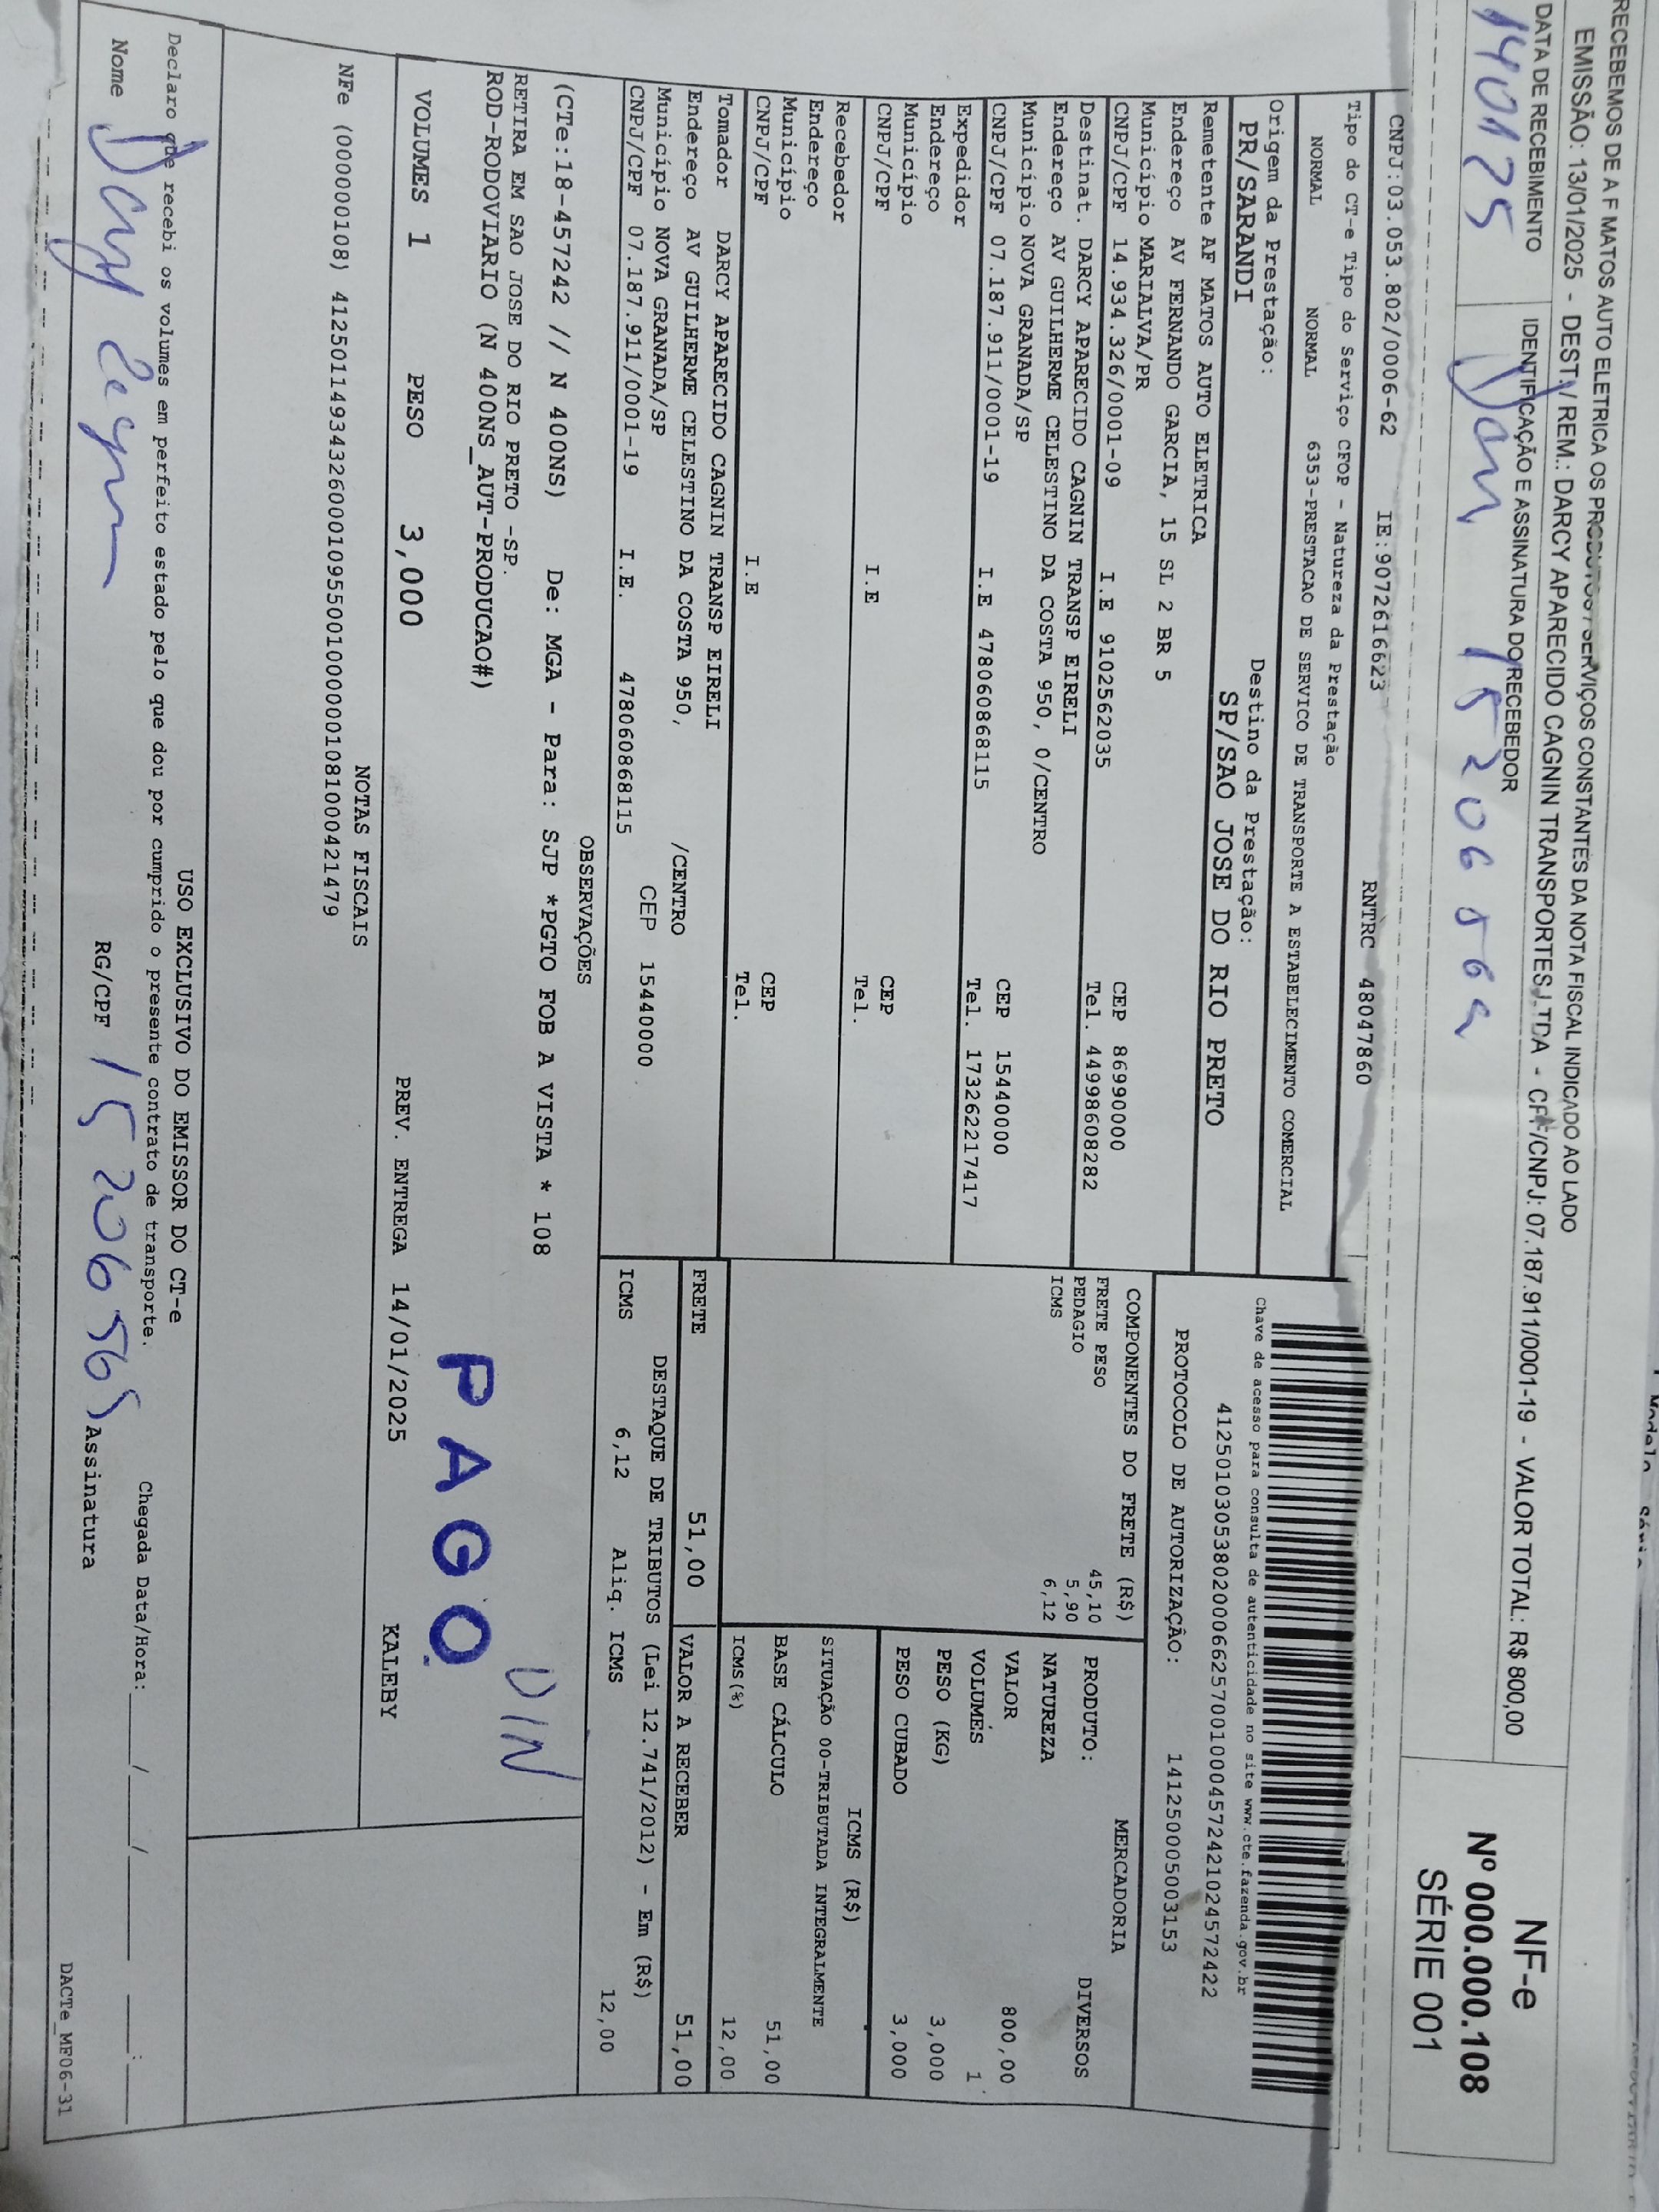 RECEBEMOS DE A F MATOS AUTO ELETRICA OS PRODUTOS / SERVIÇOS CONSTANTES DA NOTA FISCAL INDICADO AO LADO
EMISSÃO: 13/01/2025 - DEST. / REM.: DARCY APARECIDO CAGNIN TRANSPORTES LTDA - CPF/CNPJ: 07.187.911/0001-19 - VALOR TOTAL: R$ 800,00
DATA DE RECEBIMENTO IDENTIFICAÇÃO E ASSINATURA DO RECEBEDOR
NF-e
Nº 000.000.108
SÉRIE 001
CNPJ:03.053.802/0006-62 IE:9072616623 RNTRC 48047860
Tipo do CT-e Tipo do Serviço CFOP - Natureza da Prestação
NORMAL NORMAL 6353-PRESTACAO DE SERVICO DE TRANSPORTE A ESTABELECIMENTO COMERCIAL
Origem da Prestação: Destino da Prestação:
PR/SARANDI SP/SAO JOSE DO RIO PRETO
Chave de acesso para consulta de autenticidade no site www.cte.fazenda.gov.br
41250103053802000662570010004572421024572422
PROTOCOLO DE AUTORIZAÇÃO: 141250005003153
Remetente AF MATOS AUTO ELETRICA
Endereço AV FERNANDO GARCIA, 15 SL 2 BR 5
Município MARIALVA/PR CEP 86990000
CNPJ/CPF 14.934.326/0001-09 I.E 9102562035 Tel. 44998608282
Destinat. DARCY APARECIDO CAGNIN TRANSP EIRELI
Endereço AV GUILHERME CELESTINO DA COSTA 950, 0/CENTRO
Município NOVA GRANADA/SP CEP 15440000
CNPJ/CPF 07.187.911/0001-19 I.E 478060868115 Tel. 173262217417
Expedidor
Endereço
Município CEP
CNPJ/CPF I.E Tel.
Recebedor
Endereço
Município CEP
CNPJ/CPF I.E Tel.
Tomador DARCY APARECIDO CAGNIN TRANSP EIRELI
Endereço AV GUILHERME CELESTINO DA COSTA 950, /CENTRO
Município NOVA GRANADA/SP CEP 15440000
CNPJ/CPF 07.187.911/0001-19 I.E. 478060868115
COMPONENTES DO FRETE (R$)
FRETE PESO 45,10
PEDAGIO 5,90
ICMS 6,12
MERCADORIA
PRODUTO: DIVERSOS
NATUREZA
VALOR 800,00
VOLUMES 1
PESO (KG) 3,000
PESO CUBADO 3,000
ICMS (R$)
SITUAÇÃO 00-TRIBUTADA INTEGRALMENTE
BASE CÁLCULO 51,00
ICMS(%) 12,00
FRETE 51,00 VALOR A RECEBER 51,00
DESTAQUE DE TRIBUTOS (Lei 12.741/2012) - Em (R$)
ICMS 6,12 Aliq. ICMS 12,00
OBSERVAÇÕES
(CTe:18-457242 // N 400NS) De: MGA - Para: SJP *PGTO FOB A VISTA * 108
RETIRA EM SAO JOSE DO RIO PRETO -SP.
ROD-RODOVIARIO (N 400NS_AUT-PRODUCAO#)
DIN
PAGO
VOLUMES 1 PESO 3,000 PREV. ENTREGA 14/01/2025 KALEBY
NOTAS FISCAIS
NFe (000000108) 41250114934326000109550010000001081000421479
USO EXCLUSIVO DO EMISSOR DO CT-e
Declaro que recebi os volumes em perfeito estado pelo que dou por cumprido o presente contrato de transporte. Chegada Data/Hora:____/____/____ __:__
Nome RG/CPF Assinatura
DACTe_MF06-31